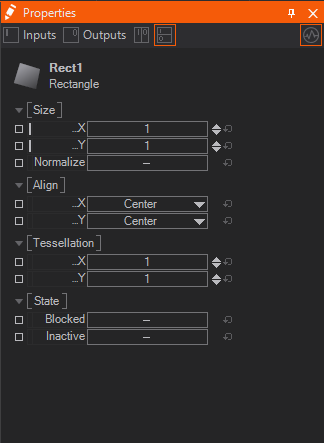 Properties
Inputs Outputs
Rect1
Rectangle
[Size]
...X 1
...Y 1
Normalize –
[Align]
...X Center
...Y Center
[Tessellation]
...X 1
...Y 1
[State]
Blocked –
Inactive –